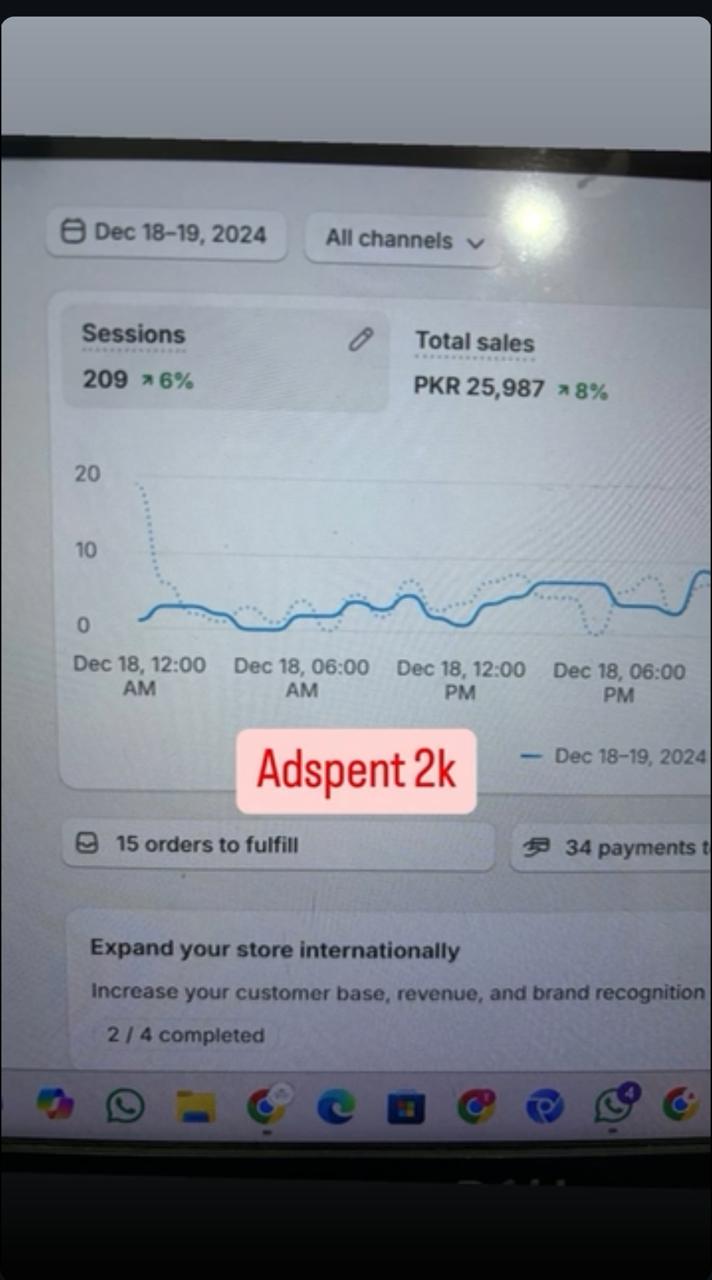 Dec 18–19, 2024
All channels
Sessions
209 ↗ 6%
Total sales
PKR 25,987 ↗ 8%
20
10
0
Dec 18, 12:00
AM
Dec 18, 06:00
AM
Dec 18, 12:00
PM
Dec 18, 06:00
PM
Dec 18–19, 2024
Adspent 2k
15 orders to fulfill
34 payments
Expand your store internationally
Increase your customer base, revenue, and brand recognition
2 / 4 completed
4